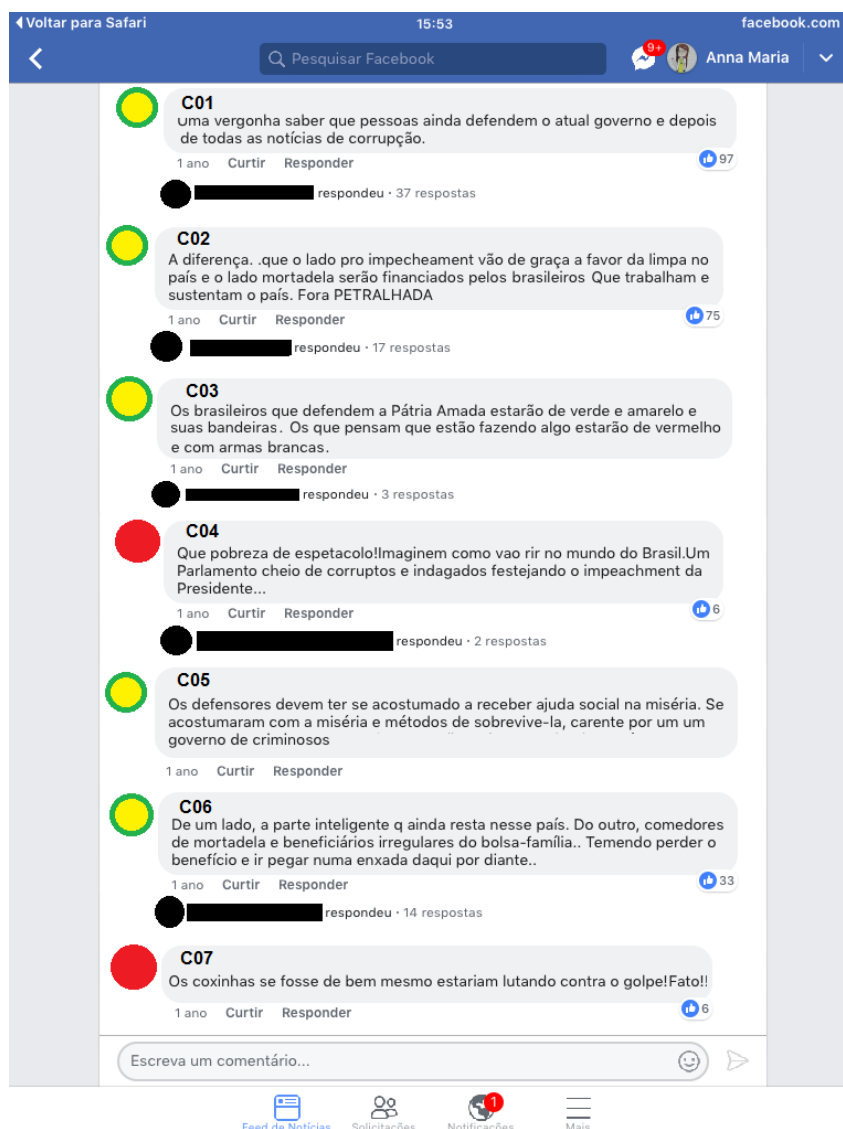 Voltar para Safari 15:53 facebook.com
Pesquisar Facebook 9+ Anna Maria
C01
Uma vergonha saber que pessoas ainda defendem o atual governo e depois
de todas as notícias de corrupção.
1 ano Curtir Responder 97
respondeu · 37 respostas
C02
A diferença. .que o lado pro impecheament vão de graça a favor da limpa no
país e o lado mortadela serão financiados pelos brasileiros Que trabalham e
sustentam o país. Fora PETRALHADA
1 ano Curtir Responder 75
respondeu · 17 respostas
C03
Os brasileiros que defendem a Pátria Amada estarão de verde e amarelo e
suas bandeiras. Os que pensam que estão fazendo algo estarão de vermelho
e com armas brancas.
1 ano Curtir Responder
respondeu · 3 respostas
C04
Que pobreza de espetacolo!Imaginem como vao rir no mundo do Brasil.Um
Parlamento cheio de corruptos e indagados festejando o impeachment da
Presidente...
1 ano Curtir Responder 6
respondeu · 2 respostas
C05
Os defensores devem ter se acostumado a receber ajuda social na miséria. Se
acostumaram com a miséria e métodos de sobrevive-la, carente por um um
governo de criminosos
1 ano Curtir Responder
C06
De um lado, a parte inteligente q ainda resta nesse país. Do outro, comedores
de mortadela e beneficiários irregulares do bolsa-família.. Temendo perder o
benefício e ir pegar numa enxada daqui por diante..
1 ano Curtir Responder 33
respondeu · 14 respostas
C07
Os coxinhas se fosse de bem mesmo estariam lutando contra o golpe!Fato!!
1 ano Curtir Responder 6
Escreva um comentário...
1
Feed de Notícias Solicitações Notificações Mais